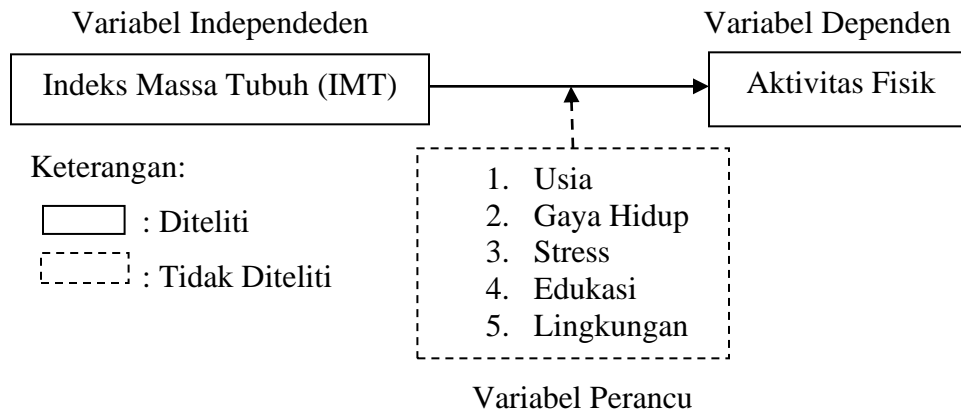 Variabel Independeden
Variabel Dependen
Indeks Massa Tubuh (IMT)
Aktivitas Fisik
Keterangan:
: Diteliti
: Tidak Diteliti
1. Usia
2. Gaya Hidup
3. Stress
4. Edukasi
5. Lingkungan
Variabel Perancu